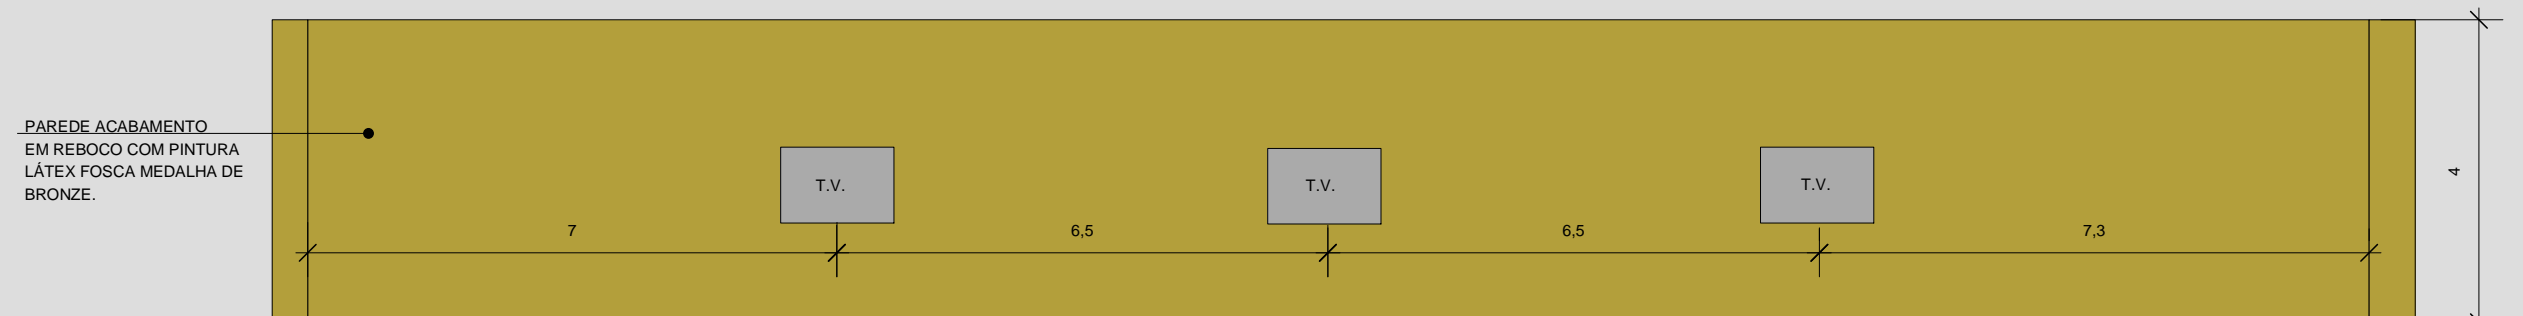 PAREDE ACABAMENTO
EM REBOCO COM PINTURA
LÁTEX FOSCA MEDALHA DE
BRONZE.
T.V.
T.V.
T.V.
7
6,5
6,5
7,3
4